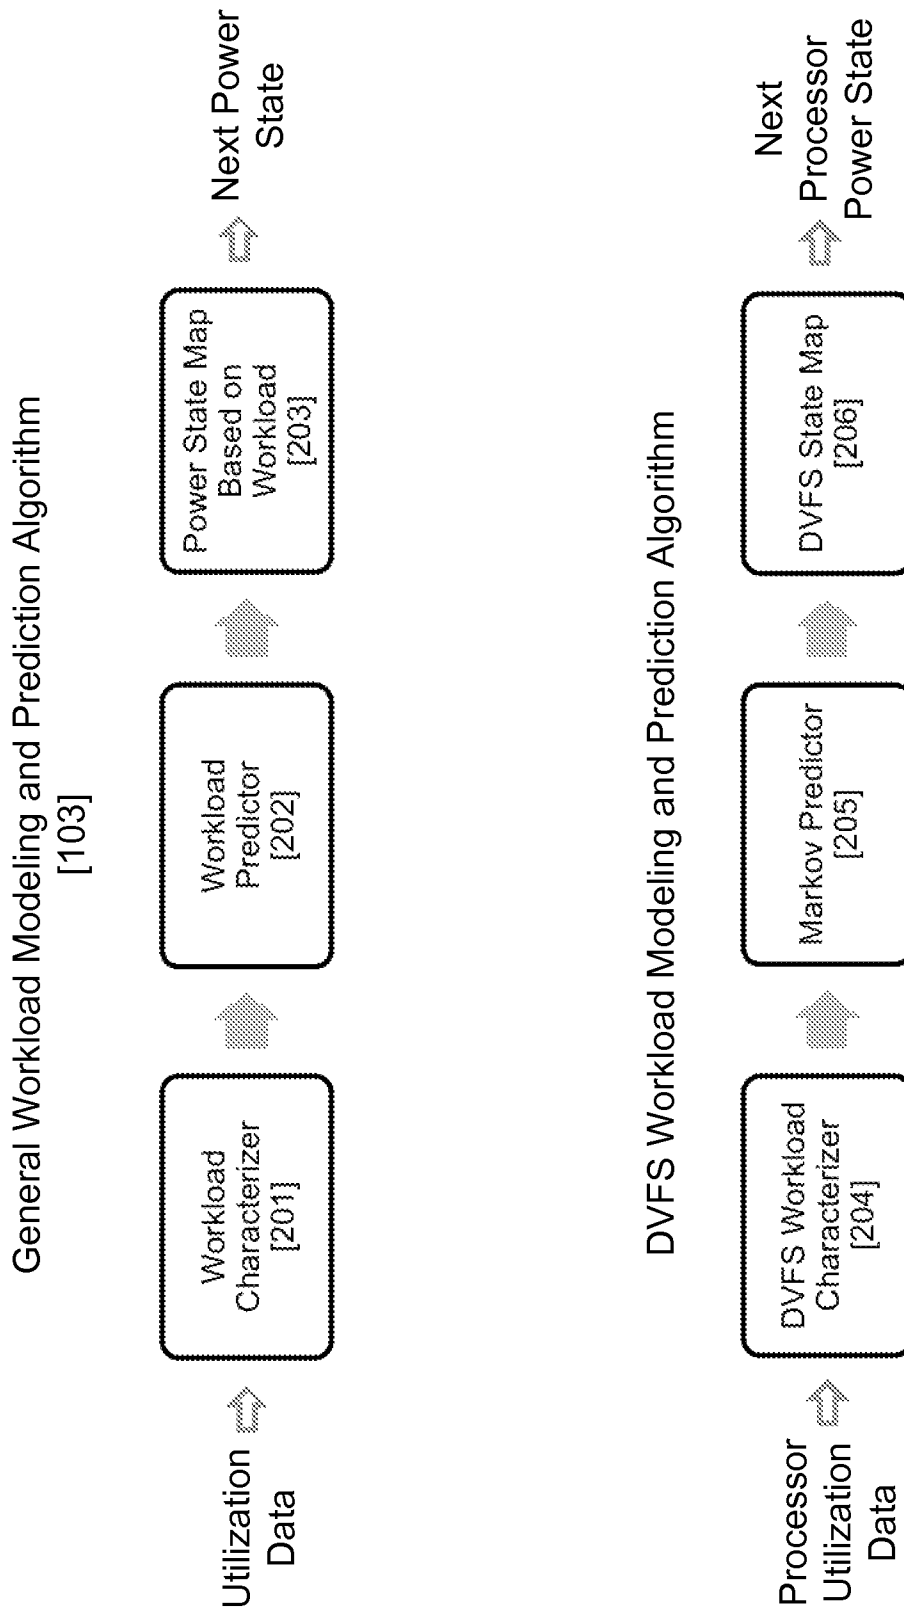 General Workload Modeling and Prediction Algorithm
[103]
Utilization
Data
Workload
Characterizer
[201]
Workload
Predictor
[202]
Power State Map
Based on
Workload
[203]
Next Power
State
DVFS Workload Modeling and Prediction Algorithm
Processor
Utilization
Data
DVFS Workload
Characterizer
[204]
Markov Predictor
[205]
DVFS State Map
[206]
Next
Processor
Power State